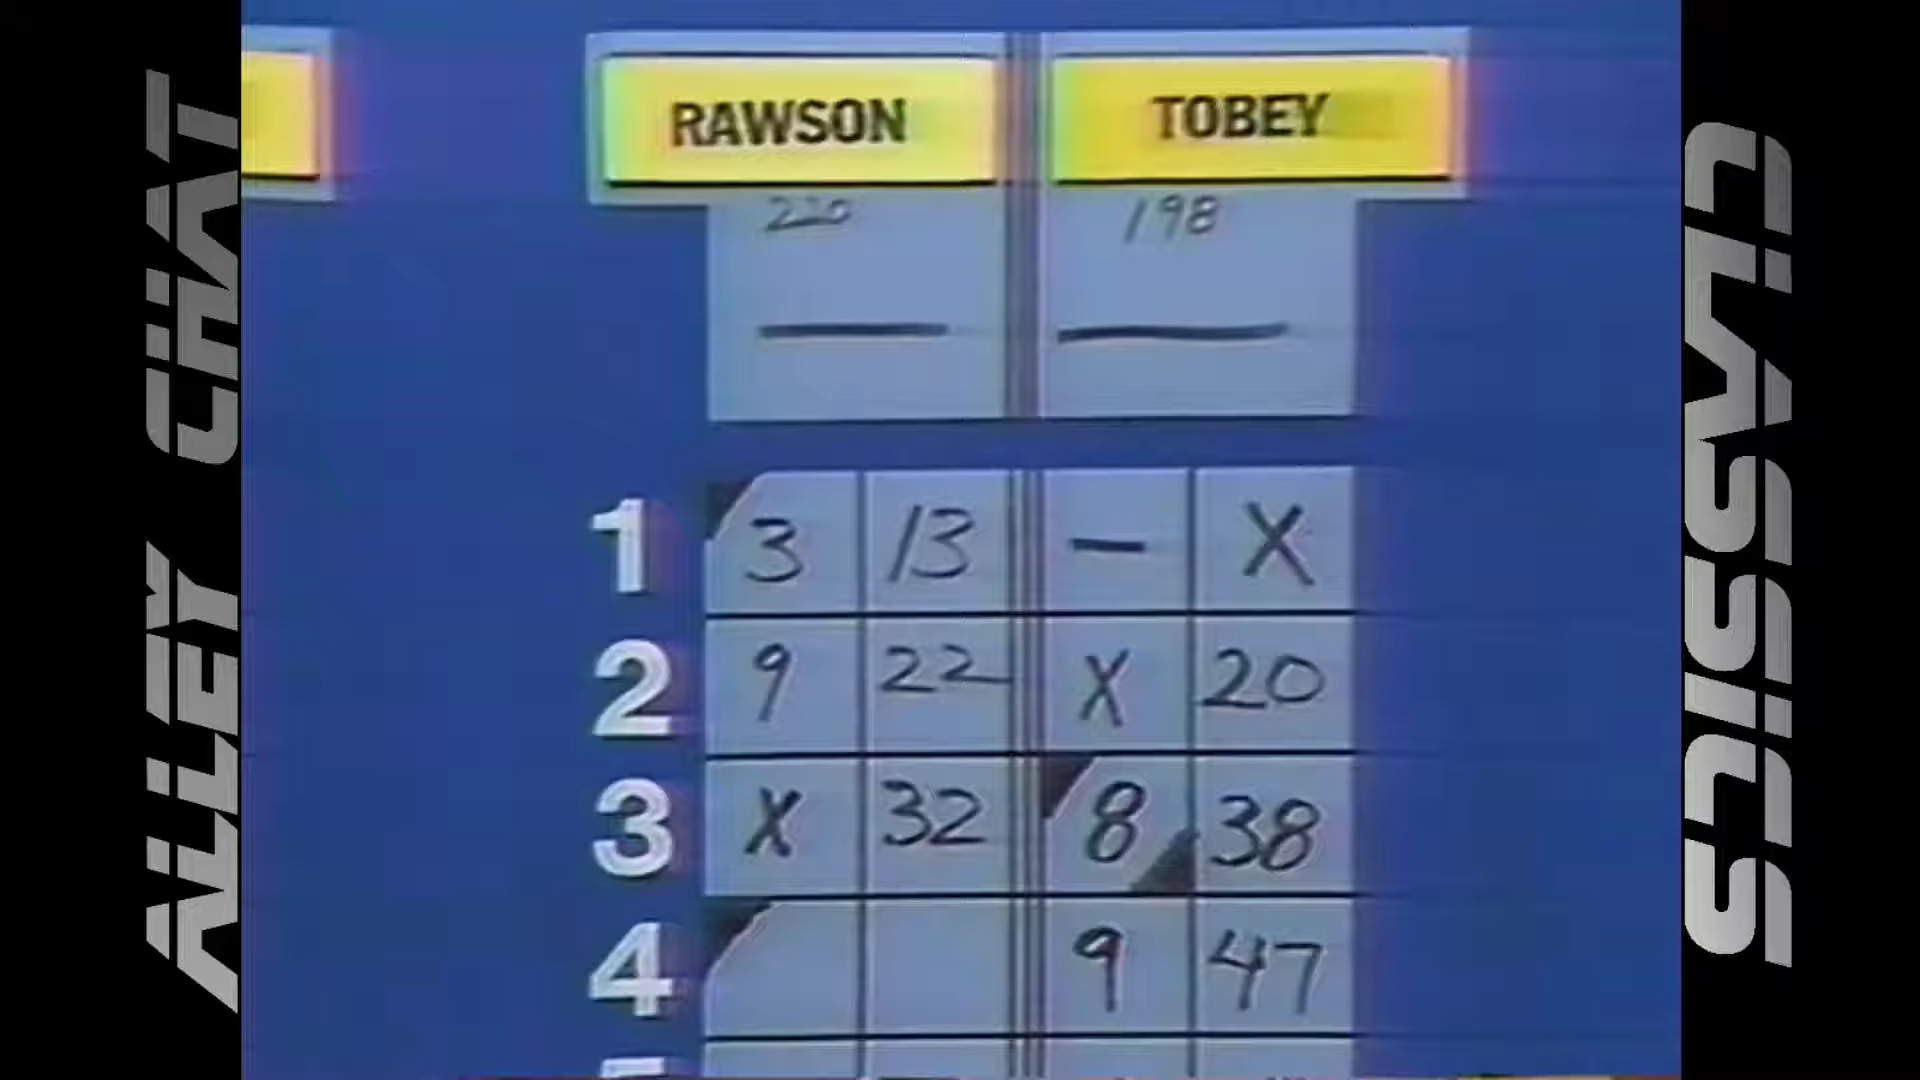 ALLEY CHAT
RAWSON TOBEY
220 198
— —
1 3 13 — X
2 9 22 X 20
3 X 32 8 38
4 9 47
CLASSICS